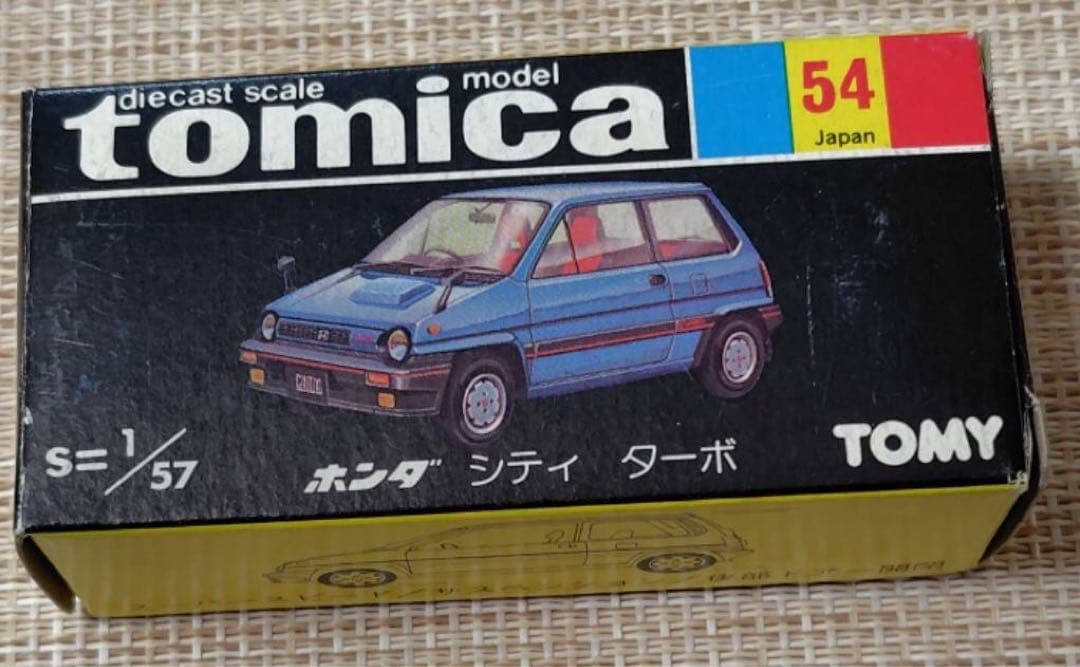 diecast scale model
tomica
54
Japan
S=1/57
ホンダ シティ ターボ
TOMY